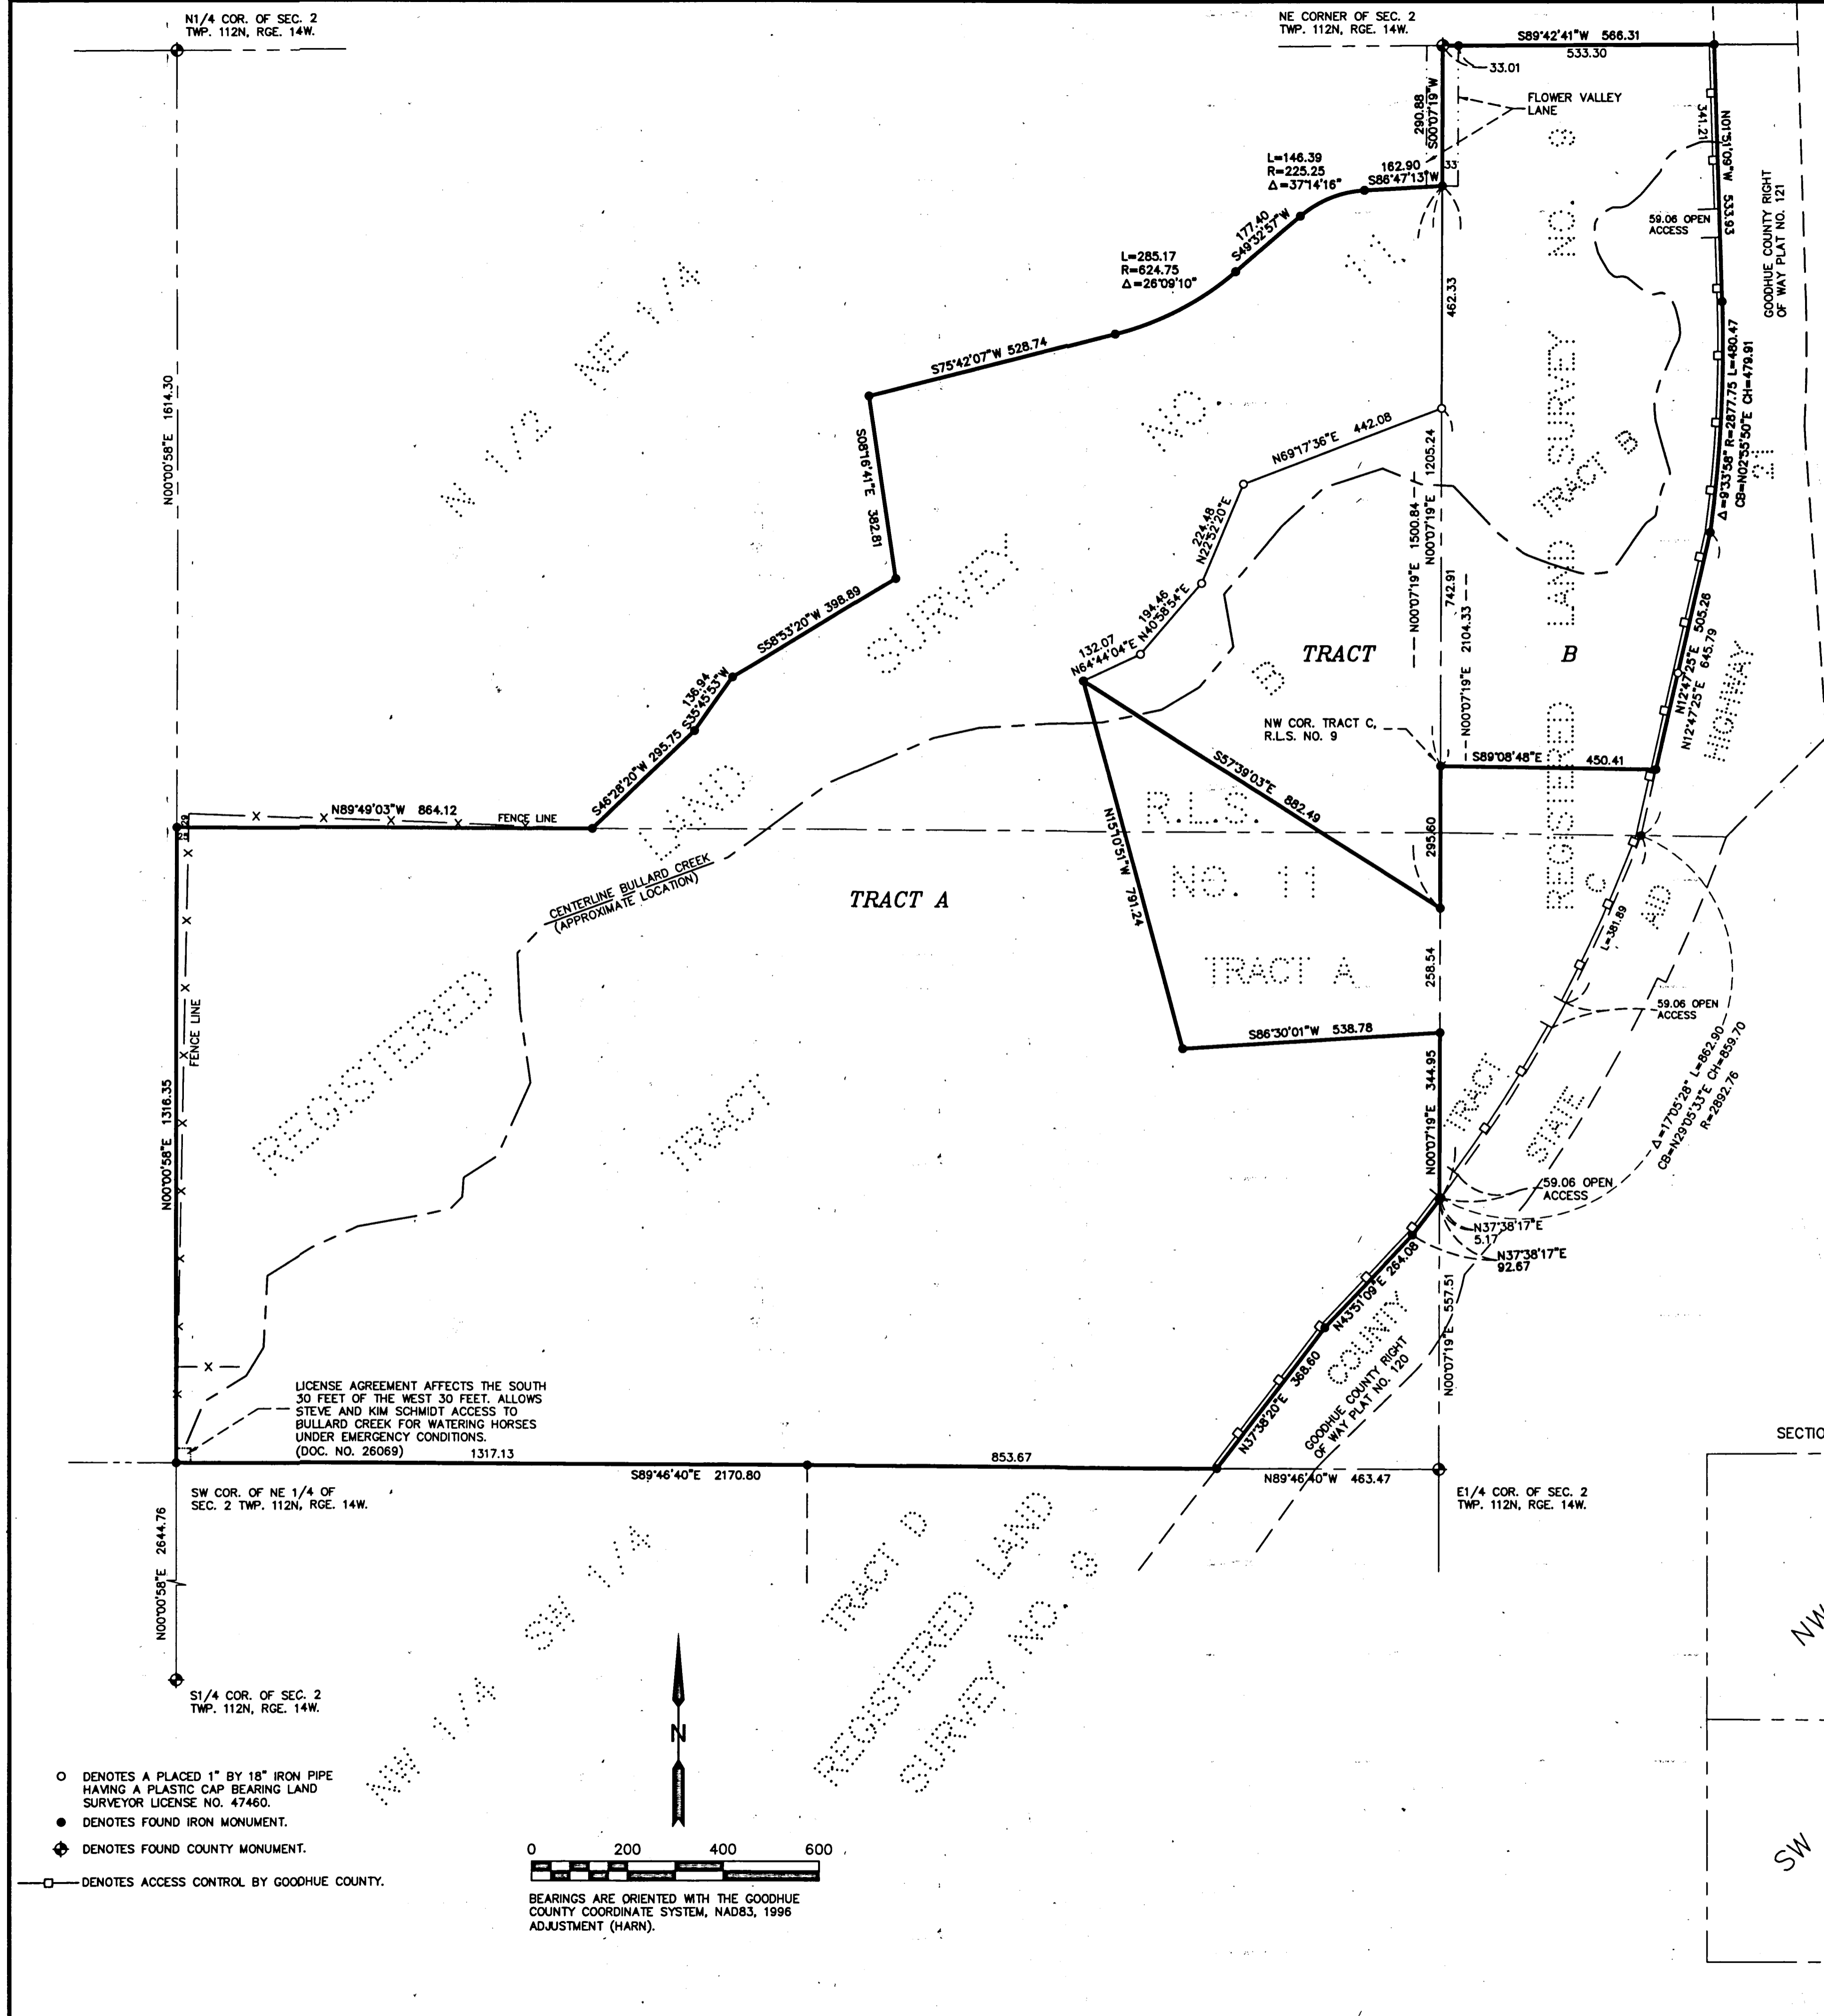 N1/4 COR. OF SEC. 2
TWP. 112N, RGE. 14W.
NE CORNER OF SEC. 2
TWP. 112N, RGE. 14W.
S89°42'41"W 566.31
533.30
33.01
FLOWER VALLEY
LANE
290.88
S00°07'19"W
33
162.90
S86°47'13"W
L=146.39
R=225.25
Δ=37°14'16"
177.40
S49°32'57"W
L=285.17
R=624.75
Δ=26°09'10"
S75°42'07"W 528.74
N01°51'09"W 533.93
341.21
59.06 OPEN
ACCESS
GOODHUE COUNTY RIGHT
OF WAY PLAT NO. 121
462.33
N00°00'58"E 1614.30
N 1/2 NE 1/4
S08°16'41"E 382.81
N69°17'36"E 442.08
224.48
N22°52'20"E
194.46
N40°58'54"E
132.07
N64°44'04"E
N00°07'19"E 1205.24
N00°07'19"E 1500.84
742.91
N00°07'19"E 2104.33
Δ=9°33'58" R=2877.75 L=480.47
CB=N02°55'50"E CH=479.91
N12°47'25"E 505.26
N12°47'25"E 645.79
S58°53'20"W 398.89
136.94
S35°45'53"W
S46°28'20"W 295.75
TRACT B
NW COR. TRACT C,
R.L.S. NO. 9
S89°08'48"E 450.41
REGISTERED LAND SURVEY NO. 9
TRACT B
21
HIGHWAY
N89°49'03"W 864.12
FENCE LINE
S57°39'03"E 882.49
295.60
N15°10'51"W 791.24
R.L.S.
NO. 11
TRACT A
CENTERLINE BULLARD CREEK
(APPROXIMATE LOCATION)
TRACT A
REGISTERED LAND SURVEY NO. 11
TRACT B
258.54
L=381.89
TRACT C
S86°30'01"W 538.78
59.06 OPEN
ACCESS
FENCE LINE
N00°00'58"E 1316.35
N00°07'19"E 344.95
Δ=17°05'28" L=862.90
CB=N29°05'33"E CH=859.70
R=2892.76
59.06 OPEN
ACCESS
N37°38'17"E
5.17
N37°38'17"E
92.67
COUNTY STATE AID
N43°51'09"E 264.08
N37°38'20"E 368.60
GOODHUE COUNTY RIGHT
OF WAY PLAT NO. 120
N00°07'19"E 557.51
LICENSE AGREEMENT AFFECTS THE SOUTH
30 FEET OF THE WEST 30 FEET. ALLOWS
STEVE AND KIM SCHMIDT ACCESS TO
BULLARD CREEK FOR WATERING HORSES
UNDER EMERGENCY CONDITIONS.
(DOC. NO. 26069)
1317.13
853.67
S89°46'40"E 2170.80
N89°46'40"W 463.47
SW COR. OF NE 1/4 OF
SEC. 2 TWP. 112N, RGE. 14W.
E1/4 COR. OF SEC. 2
TWP. 112N, RGE. 14W.
N00°00'58"E 2644.76
NW 1/4 SW 1/4
TRACT D
REGISTERED LAND
SURVEY NO. 9
S1/4 COR. OF SEC. 2
TWP. 112N, RGE. 14W.
N
SECTIO
NW
SW
DENOTES A PLACED 1" BY 18" IRON PIPE
HAVING A PLASTIC CAP BEARING LAND
SURVEYOR LICENSE NO. 47460.
DENOTES FOUND IRON MONUMENT.
DENOTES FOUND COUNTY MONUMENT.
DENOTES ACCESS CONTROL BY GOODHUE COUNTY.
0 200 400 600
BEARINGS ARE ORIENTED WITH THE GOODHUE
COUNTY COORDINATE SYSTEM, NAD83, 1996
ADJUSTMENT (HARN).